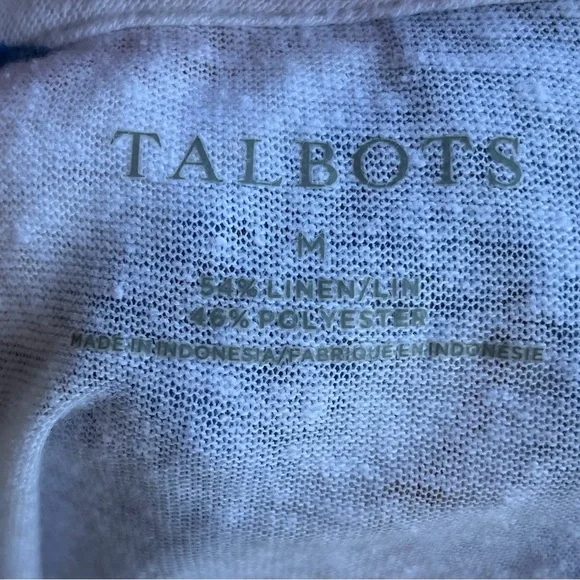 TALBOTS
M
54% LINEN/LIN
46% POLYESTER
MADE IN INDONESIA/FABRIQUE EN INDONESIE